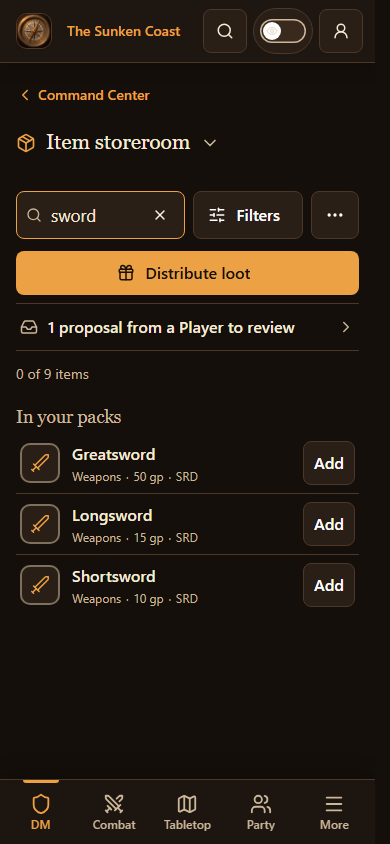 The Sunken Coast
Command Center
Item storeroom
sword
Filters
Distribute loot
1 proposal from a Player to review
0 of 9 items
In your packs
Greatsword
Weapons · 50 gp · SRD
Add
Longsword
Weapons · 15 gp · SRD
Add
Shortsword
Weapons · 10 gp · SRD
Add
DM
Combat
Tabletop
Party
More